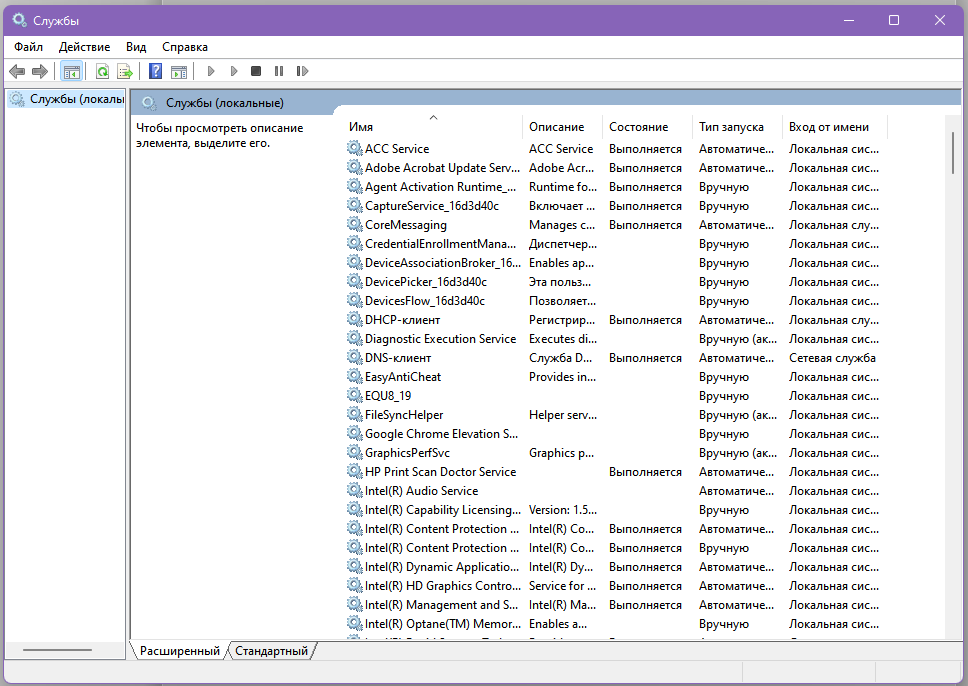 Службы
Файл Действие Вид Справка
Службы (локалы
Службы (локальные)
Чтобы просмотреть описание
элемента, выделите его.
Имя Описание Состояние Тип запуска Вход от имени
ACC Service ACC Service Выполняется Автоматиче... Локальная сис...
Adobe Acrobat Update Serv... Adobe Acr... Выполняется Автоматиче... Локальная сис...
Agent Activation Runtime_... Runtime fo... Выполняется Вручную Локальная сис...
CaptureService_16d3d40c Включает ... Выполняется Вручную Локальная сис...
CoreMessaging Manages c... Выполняется Автоматиче... Локальная слу...
CredentialEnrollmentMana... Диспетчер... Вручную Локальная сис...
DeviceAssociationBroker_16... Enables ap... Вручную Локальная сис...
DevicePicker_16d3d40c Эта польз... Вручную Локальная сис...
DevicesFlow_16d3d40c Позволяет... Вручную Локальная сис...
DHCP-клиент Регистрир... Выполняется Автоматиче... Локальная слу...
Diagnostic Execution Service Executes di... Вручную (ак... Локальная сис...
DNS-клиент Служба D... Выполняется Автоматиче... Сетевая служба
EasyAntiCheat Provides in... Вручную Локальная сис...
EQU8_19 Вручную Локальная сис...
FileSyncHelper Helper serv... Вручную (ак... Локальная сис...
Google Chrome Elevation S... Вручную Локальная сис...
GraphicsPerfSvc Graphics p... Вручную (ак... Локальная сис...
HP Print Scan Doctor Service Выполняется Автоматиче... Локальная сис...
Intel(R) Audio Service Автоматиче... Локальная сис...
Intel(R) Capability Licensing... Version: 1.5... Вручную Локальная сис...
Intel(R) Content Protection ... Intel(R) Co... Выполняется Автоматиче... Локальная сис...
Intel(R) Content Protection ... Intel(R) Co... Выполняется Вручную Локальная сис...
Intel(R) Dynamic Applicatio... Intel(R) Dy... Выполняется Автоматиче... Локальная сис...
Intel(R) HD Graphics Contro... Service for ... Выполняется Автоматиче... Локальная сис...
Intel(R) Management and S... Intel(R) Ma... Выполняется Автоматиче... Локальная сис...
Intel(R) Optane(TM) Memor... Enables a... Вручную Локальная сис...
Расширенный Стандартный